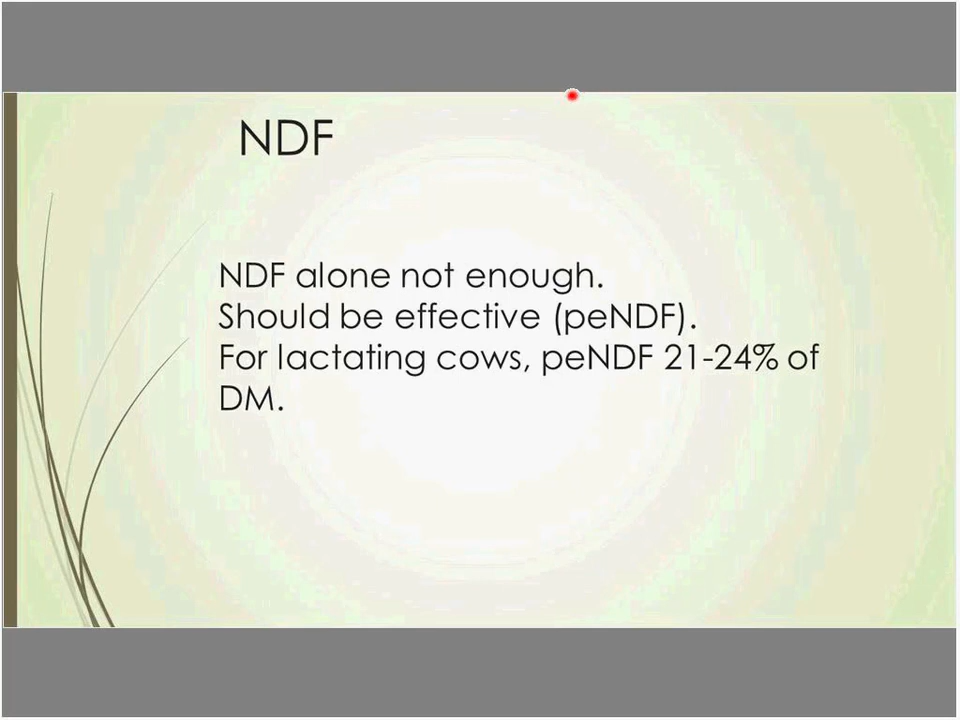 NDF
NDF alone not enough.
Should be effective (peNDF).
For lactating cows, peNDF 21-24% of
DM.